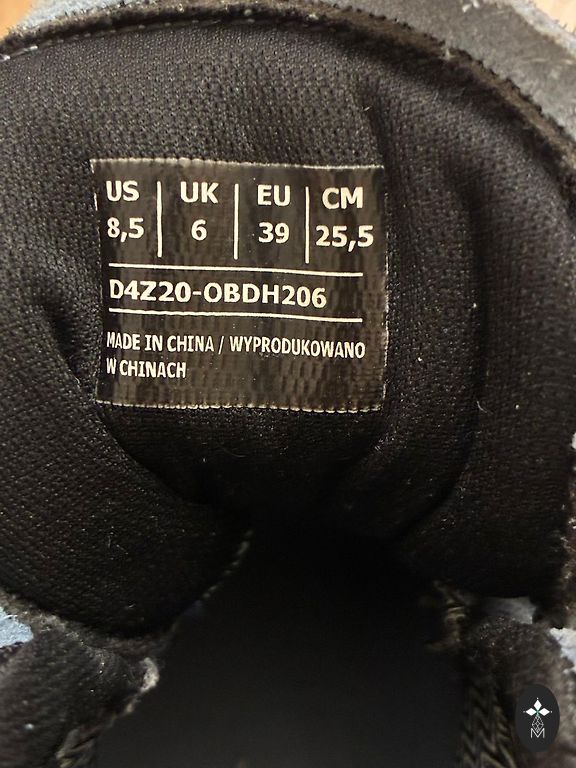 US | UK | EU | CM
8,5 | 6 | 39 | 25,5
D4Z20-OBDH206
MADE IN CHINA / WYPRODUKOWANO
W CHINACH
M